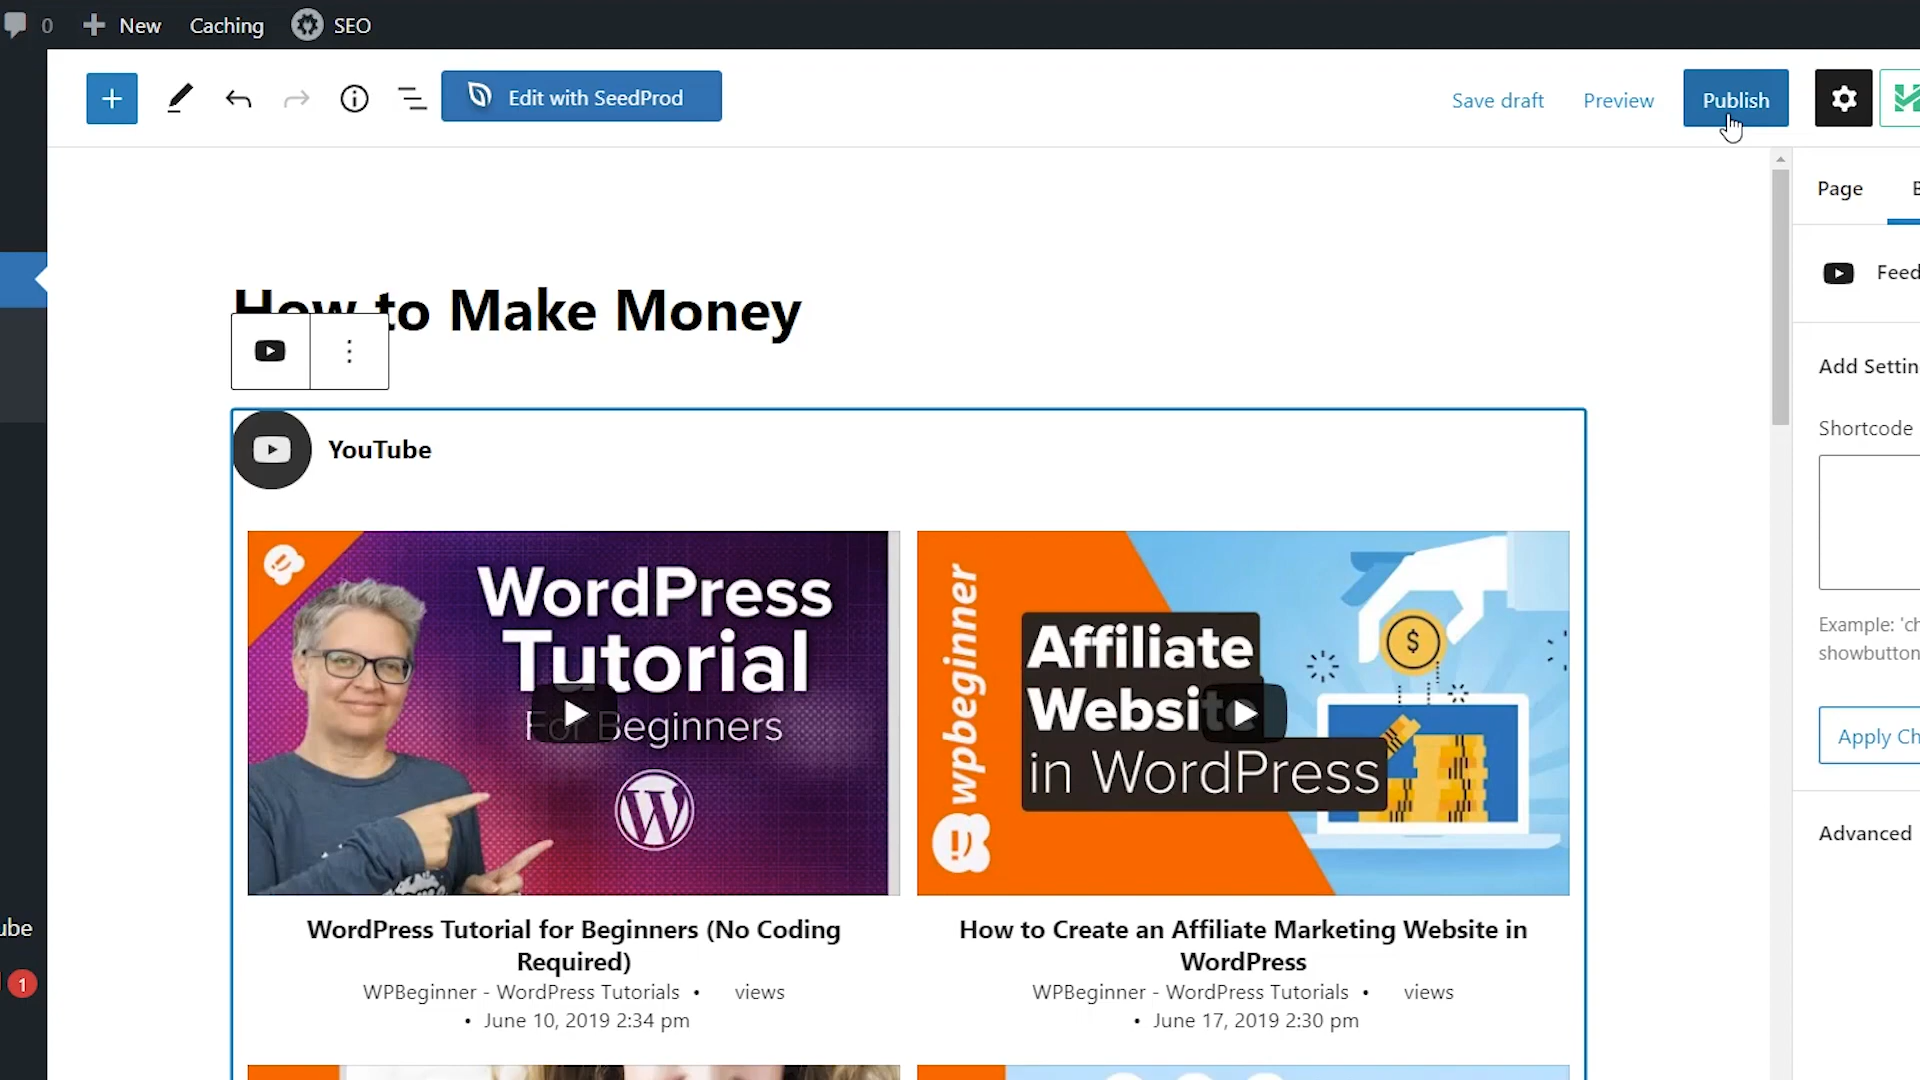 0 New Caching SEO
Edit with SeedProd
Save draft Preview Publish
Page
How to Make Money
Feed
YouTube
Add Settin
Shortcode
WordPress
Tutorial
For Beginners
wpbeginner
Affiliate
Website
in WordPress
$
Example: 'ch
showbutton
Apply Ch
Advanced
WordPress Tutorial for Beginners (No Coding
Required)
WPBeginner - WordPress Tutorials • views
• June 10, 2019 2:34 pm
How to Create an Affiliate Marketing Website in
WordPress
WPBeginner - WordPress Tutorials • views
• June 17, 2019 2:30 pm
ube
1